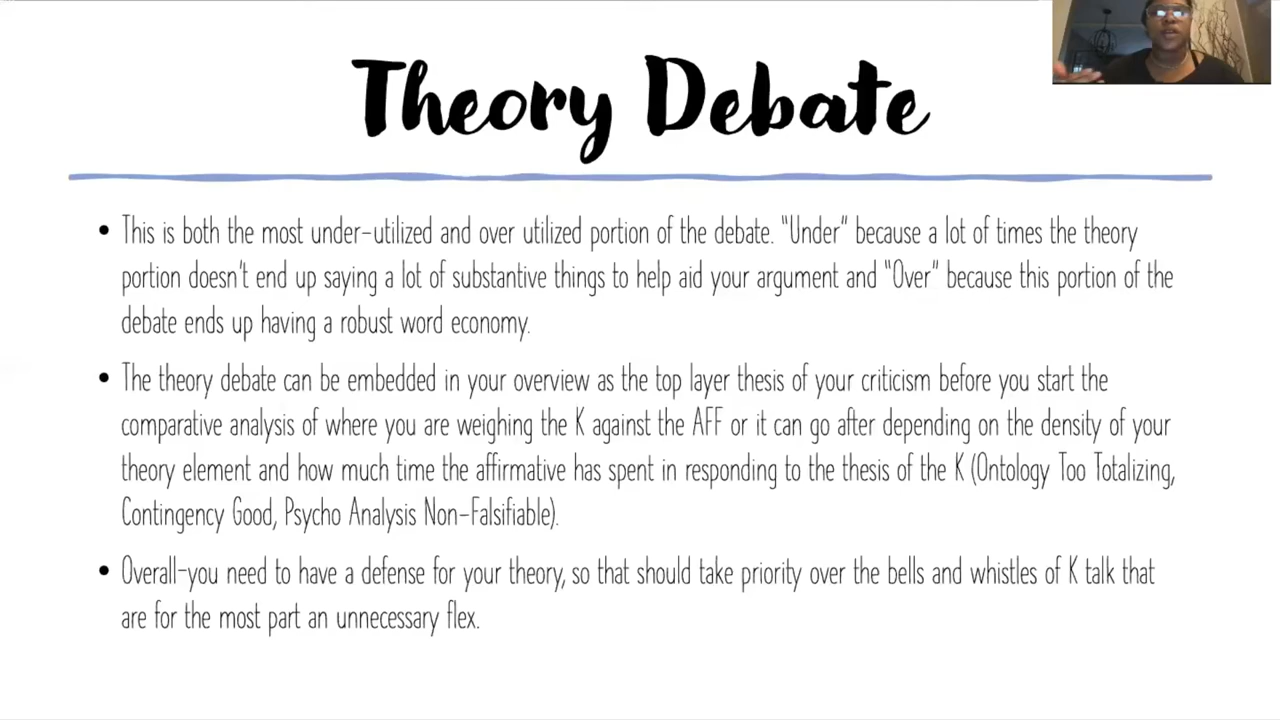 Theory Debate
• This is both the most under-utilized and over utilized portion of the debate. "Under" because a lot of times the theory
portion doesn't end up saying a lot of substantive things to help aid your argument and "Over" because this portion of the
debate ends up having a robust word economy.
• The theory debate can be embedded in your overview as the top layer thesis of your criticism before you start the
comparative analysis of where you are weighing the K against the AFF or it can go after depending on the density of your
theory element and how much time the affirmative has spent in responding to the thesis of the K (Ontology Too Totalizing,
Contingency Good, Psycho Analysis Non-Falsifiable).
• Overall-you need to have a defense for your theory, so that should take priority over the bells and whistles of K talk that
are for the most part an unnecessary flex.